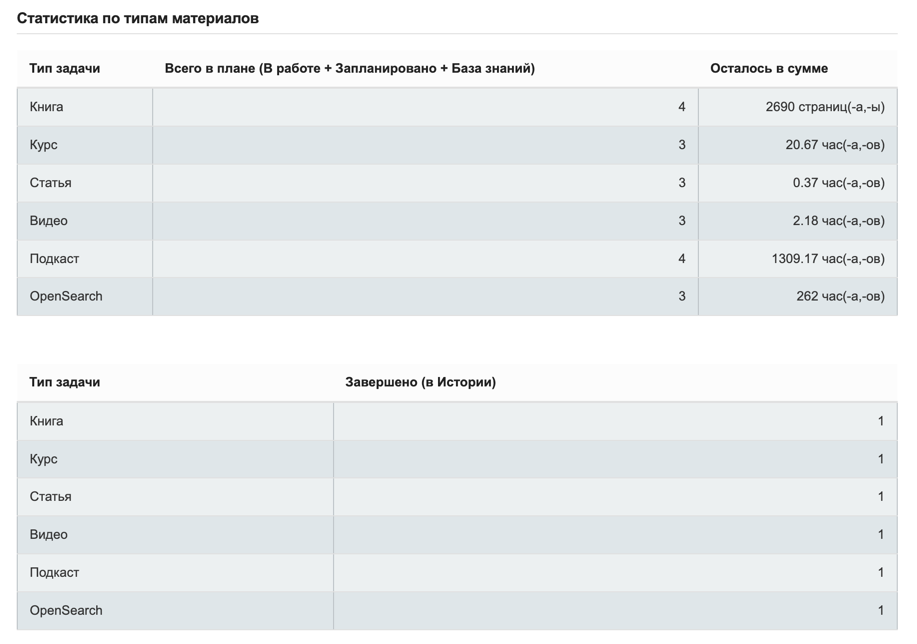 Статистика по типам материалов
Тип задачи Всего в плане (В работе + Запланировано + База знаний) Осталось в сумме
Книга 4 2690 страниц(-а,-ы)
Курс 3 20.67 час(-а,-ов)
Статья 3 0.37 час(-а,-ов)
Видео 3 2.18 час(-а,-ов)
Подкаст 4 1309.17 час(-а,-ов)
OpenSearch 3 262 час(-а,-ов)
Тип задачи Завершено (в Истории)
Книга 1
Курс 1
Статья 1
Видео 1
Подкаст 1
OpenSearch 1